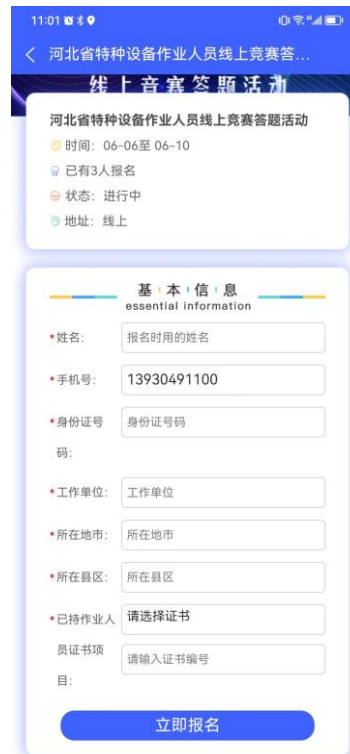 11:01
河北省特种设备作业人员线上竞赛答...
线上竞赛答题活动
河北省特种设备作业人员线上竞赛答题活动
时间：06-06至 06-10
已有3人报名
状态：进行中
地址：线上
基本信息
essential information
*姓名：
报名时用的姓名
*手机号：
13930491100
*身份证号码：
身份证号码
*工作单位：
工作单位
*所在地市：
所在地市
*所在县区：
所在县区
*已持作业人员证书项目：
请选择证书
请输入证书编号
立即报名